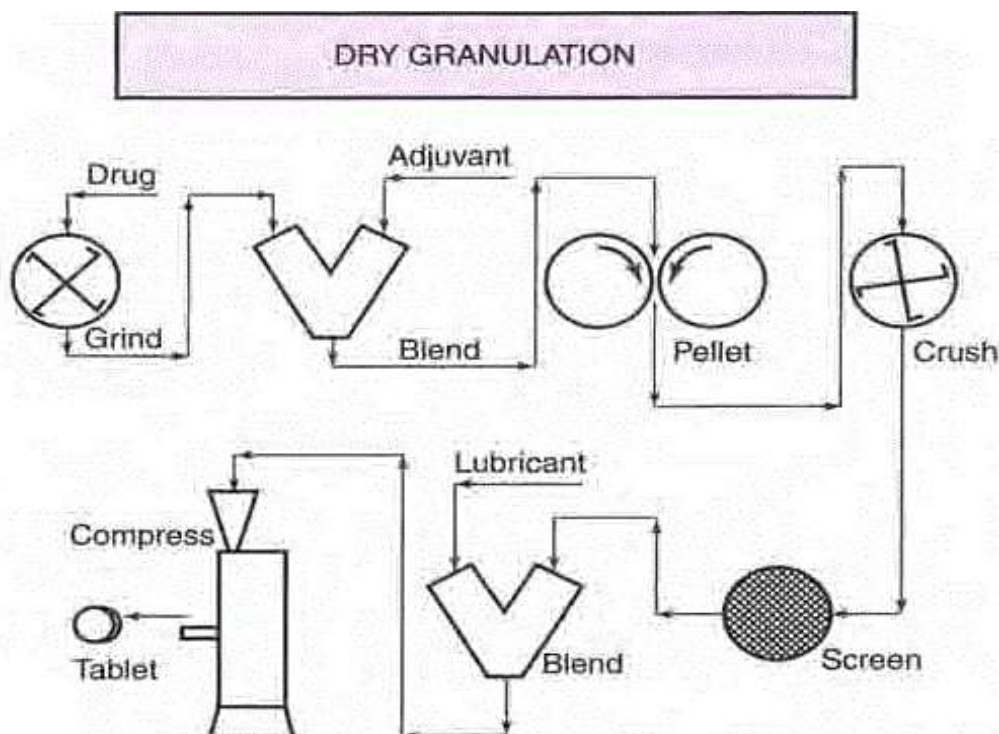 DRY GRANULATION
Drug
Adjuvant
Grind
Blend
Pellet
Crush
Lubricant
Compress
Blend
Screen
Tablet